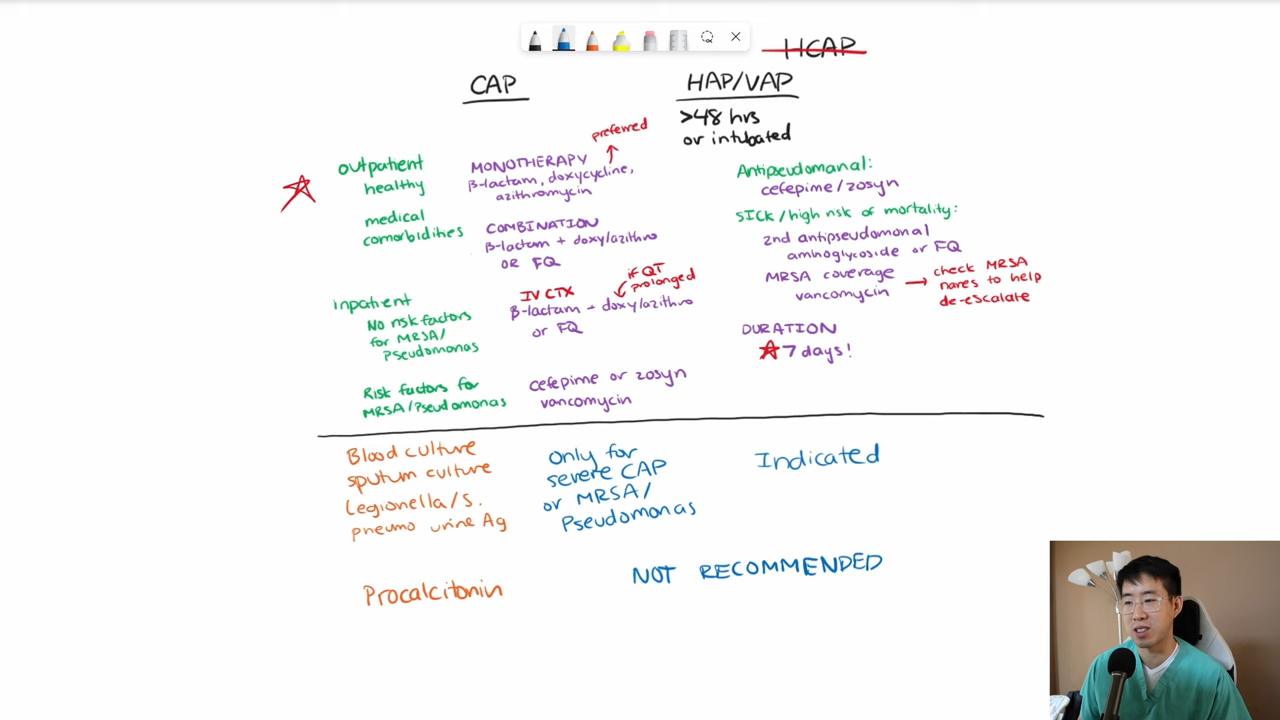 HCAP
CAP
HAP/VAP
>48 hrs
or intubated
preferred
outpatient
healthy
MONOTHERAPY
β-lactam, doxycycline,
azithromycin
medical
comorbidities
COMBINATION
β-lactam + doxy/azithro
OR FQ
inpatient
No risk factors
for MRSA/
Pseudomonas
IV CTX
if QT
prolonged
β-lactam + doxy/azithro
or FQ
Risk factors for
MRSA/Pseudomonas
cefepime or zosyn
vancomycin
Antipseudomonal:
cefepime/zosyn
SICK/high risk of mortality:
2nd antipseudomonal
aminoglycoside or FQ
MRSA coverage
vancomycin
→ check MRSA
nares to help
de-escalate
DURATION
7 days!
Blood culture
sputum culture
Legionella/S.
pneumo urine Ag
Only for
severe CAP
or MRSA/
Pseudomonas
Indicated
Procalcitonin
NOT RECOMMENDED